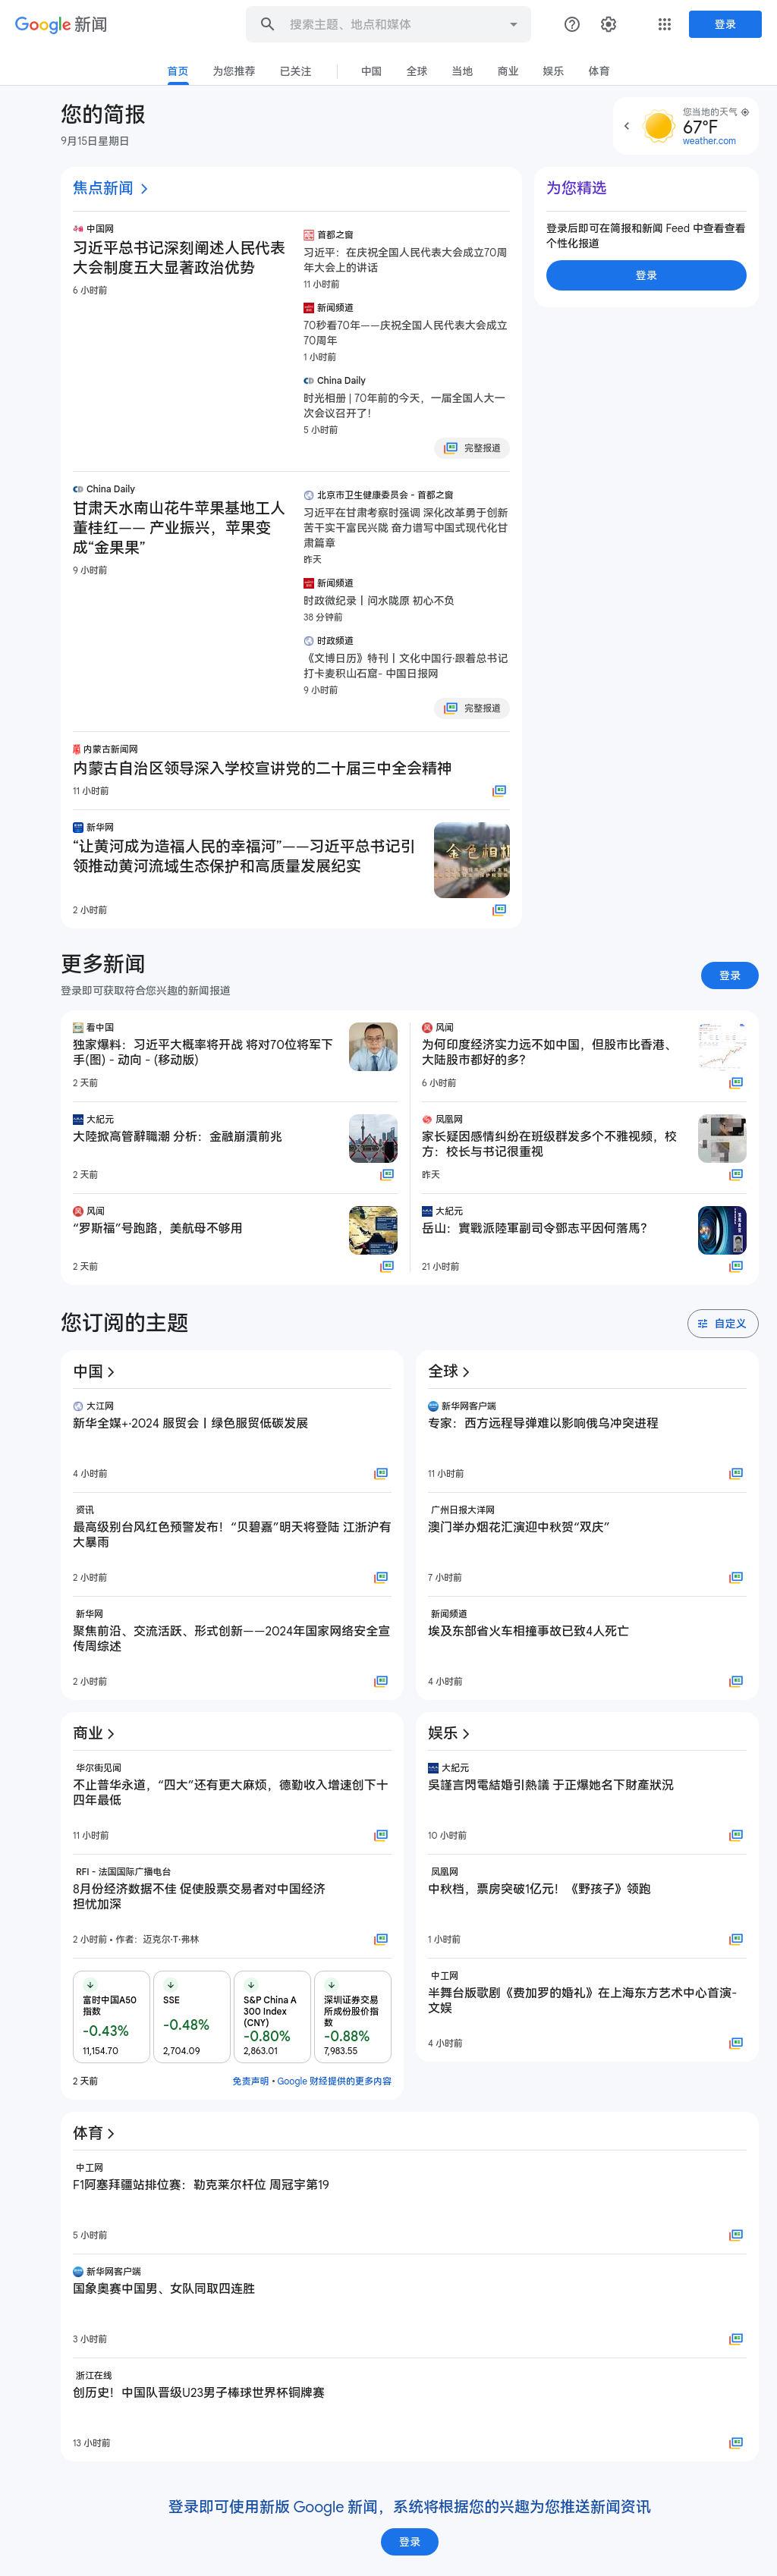 Google 新闻
搜索主题、地点和媒体
登录
首页
为您推荐
已关注
中国
全球
当地
商业
娱乐
体育
您的简报
9月15日星期日
您当地的天气
67°F
weather.com
焦点新闻
中国网
习近平总书记深刻阐述人民代表
大会制度五大显著政治优势
6 小时前
首都之窗
习近平：在庆祝全国人民代表大会成立70周
年大会上的讲话
11 小时前
新闻频道
70秒看70年——庆祝全国人民代表大会成立
70周年
1 小时前
China Daily
时光相册 | 70年前的今天，一届全国人大一
次会议召开了！
5 小时前
完整报道
China Daily
甘肃天水南山花牛苹果基地工人
董桂红—— 产业振兴，苹果变
成“金果果”
9 小时前
北京市卫生健康委员会 - 首都之窗
习近平在甘肃考察时强调 深化改革勇于创新
苦干实干富民兴陇 奋力谱写中国式现代化甘
肃篇章
昨天
新闻频道
时政微纪录丨问水陇原 初心不负
38 分钟前
时政频道
《文博日历》特刊丨文化中国行·跟着总书记
打卡麦积山石窟- 中国日报网
9 小时前
完整报道
内蒙古新闻网
内蒙古自治区领导深入学校宣讲党的二十届三中全会精神
11 小时前
新华网
“让黄河成为造福人民的幸福河”——习近平总书记引
领推动黄河流域生态保护和高质量发展纪实
2 小时前
为您精选
登录后即可在简报和新闻 Feed 中查看查看
个性化报道
登录
更多新闻
登录即可获取符合您兴趣的新闻报道
登录
看中国
独家爆料：习近平大概率将开战 将对70位将军下
手(图) - 动向 - (移动版)
2 天前
风闻
为何印度经济实力远不如中国，但股市比香港、
大陆股市都好的多？
6 小时前
大紀元
大陸掀高管辭職潮 分析：金融崩潰前兆
2 天前
凤凰网
家长疑因感情纠纷在班级群发多个不雅视频，校
方：校长与书记很重视
昨天
风闻
“罗斯福”号跑路，美航母不够用
2 天前
大紀元
岳山：實戰派陸軍副司令鄧志平因何落馬？
21 小时前
您订阅的主题
自定义
中国
大江网
新华全媒+·2024 服贸会丨绿色服贸低碳发展
4 小时前
资讯
最高级别台风红色预警发布！“贝碧嘉”明天将登陆 江浙沪有
大暴雨
2 小时前
新华网
聚焦前沿、交流活跃、形式创新——2024年国家网络安全宣
传周综述
2 小时前
全球
新华网客户端
专家：西方远程导弹难以影响俄乌冲突进程
11 小时前
广州日报大洋网
澳门举办烟花汇演迎中秋贺“双庆”
7 小时前
新闻频道
埃及东部省火车相撞事故已致4人死亡
4 小时前
商业
华尔街见闻
不止普华永道，“四大”还有更大麻烦，德勤收入增速创下十
四年最低
11 小时前
RFI - 法国国际广播电台
8月份经济数据不佳 促使股票交易者对中国经济
担忧加深
2 小时前 • 作者：迈克尔·T·弗林
富时中国A50
指数
-0.43%
11,154.70
SSE
-0.48%
2,704.09
S&P China A
300 Index
(CNY)
-0.80%
2,863.01
深圳证券交易
所成份股价指
数
-0.88%
7,983.55
2 天前
免责声明 • Google 财经提供的更多内容
娱乐
大紀元
吳謹言閃電結婚引熱議 于正爆她名下財產狀況
10 小时前
凤凰网
中秋档，票房突破1亿元！《野孩子》领跑
1 小时前
中工网
半舞台版歌剧《费加罗的婚礼》在上海东方艺术中心首演-
文娱
4 小时前
体育
中工网
F1阿塞拜疆站排位赛：勒克莱尔杆位 周冠宇第19
5 小时前
新华网客户端
国象奥赛中国男、女队同取四连胜
3 小时前
浙江在线
创历史！中国队晋级U23男子棒球世界杯铜牌赛
13 小时前
登录即可使用新版 Google 新闻，系统将根据您的兴趣为您推送新闻资讯
登录